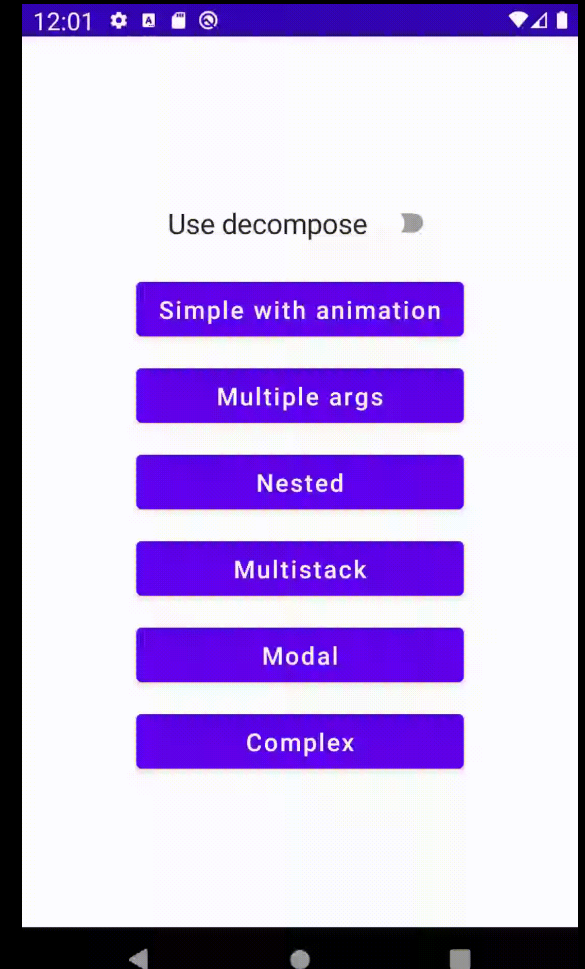 12:01
Use decompose
Simple with animation
Multiple args
Nested
Multistack
Modal
Complex